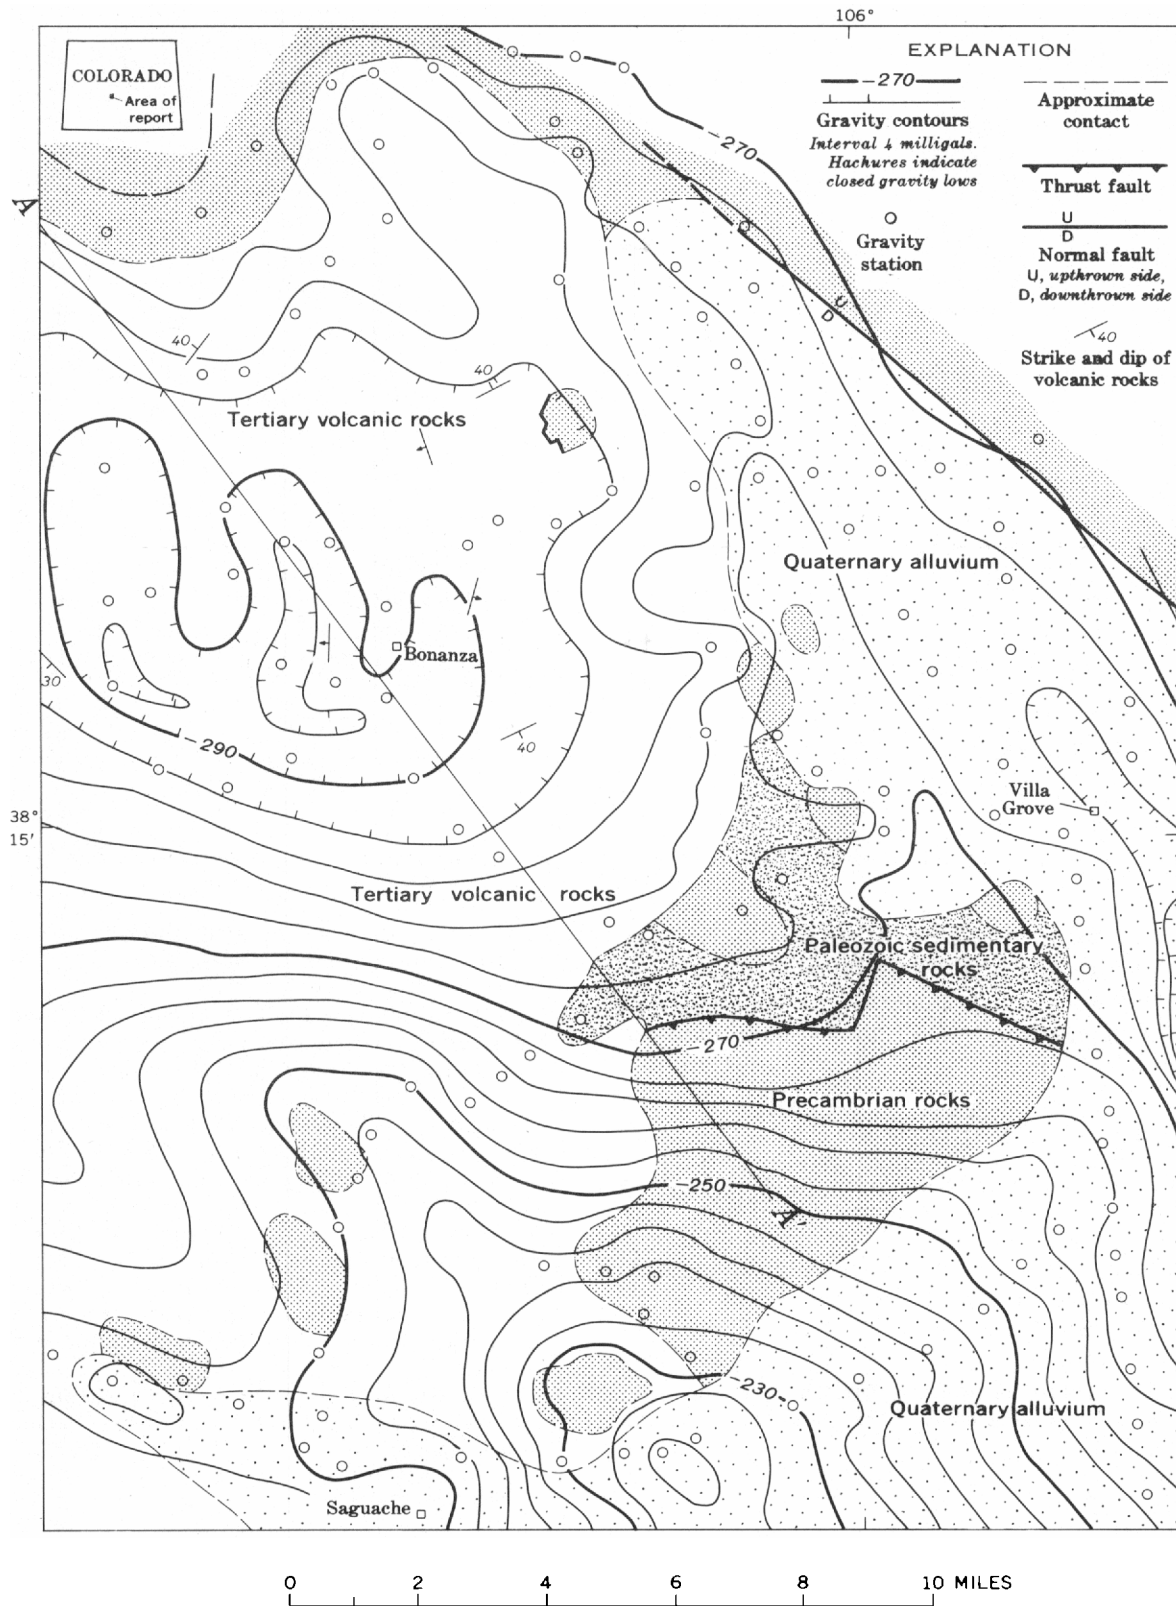 106°
COLORADO
Area of
report
EXPLANATION
-270
Gravity contours
Interval 4 milligals.
Hachures indicate
closed gravity lows
Gravity
station
Approximate
contact
Thrust fault
U
D
Normal fault
U, upthrown side,
D, downthrown side
40
Strike and dip of
volcanic rocks
-270
A
U
D
40
40
Tertiary volcanic rocks
Quaternary alluvium
Bonanza
30
-290
40
Villa
Grove
38°
15′
Tertiary volcanic rocks
Paleozoic sedimentary
rocks
-270
Precambrian rocks
-250
A′
-230
Quaternary alluvium
Saguache
0 2 4 6 8 10 MILES